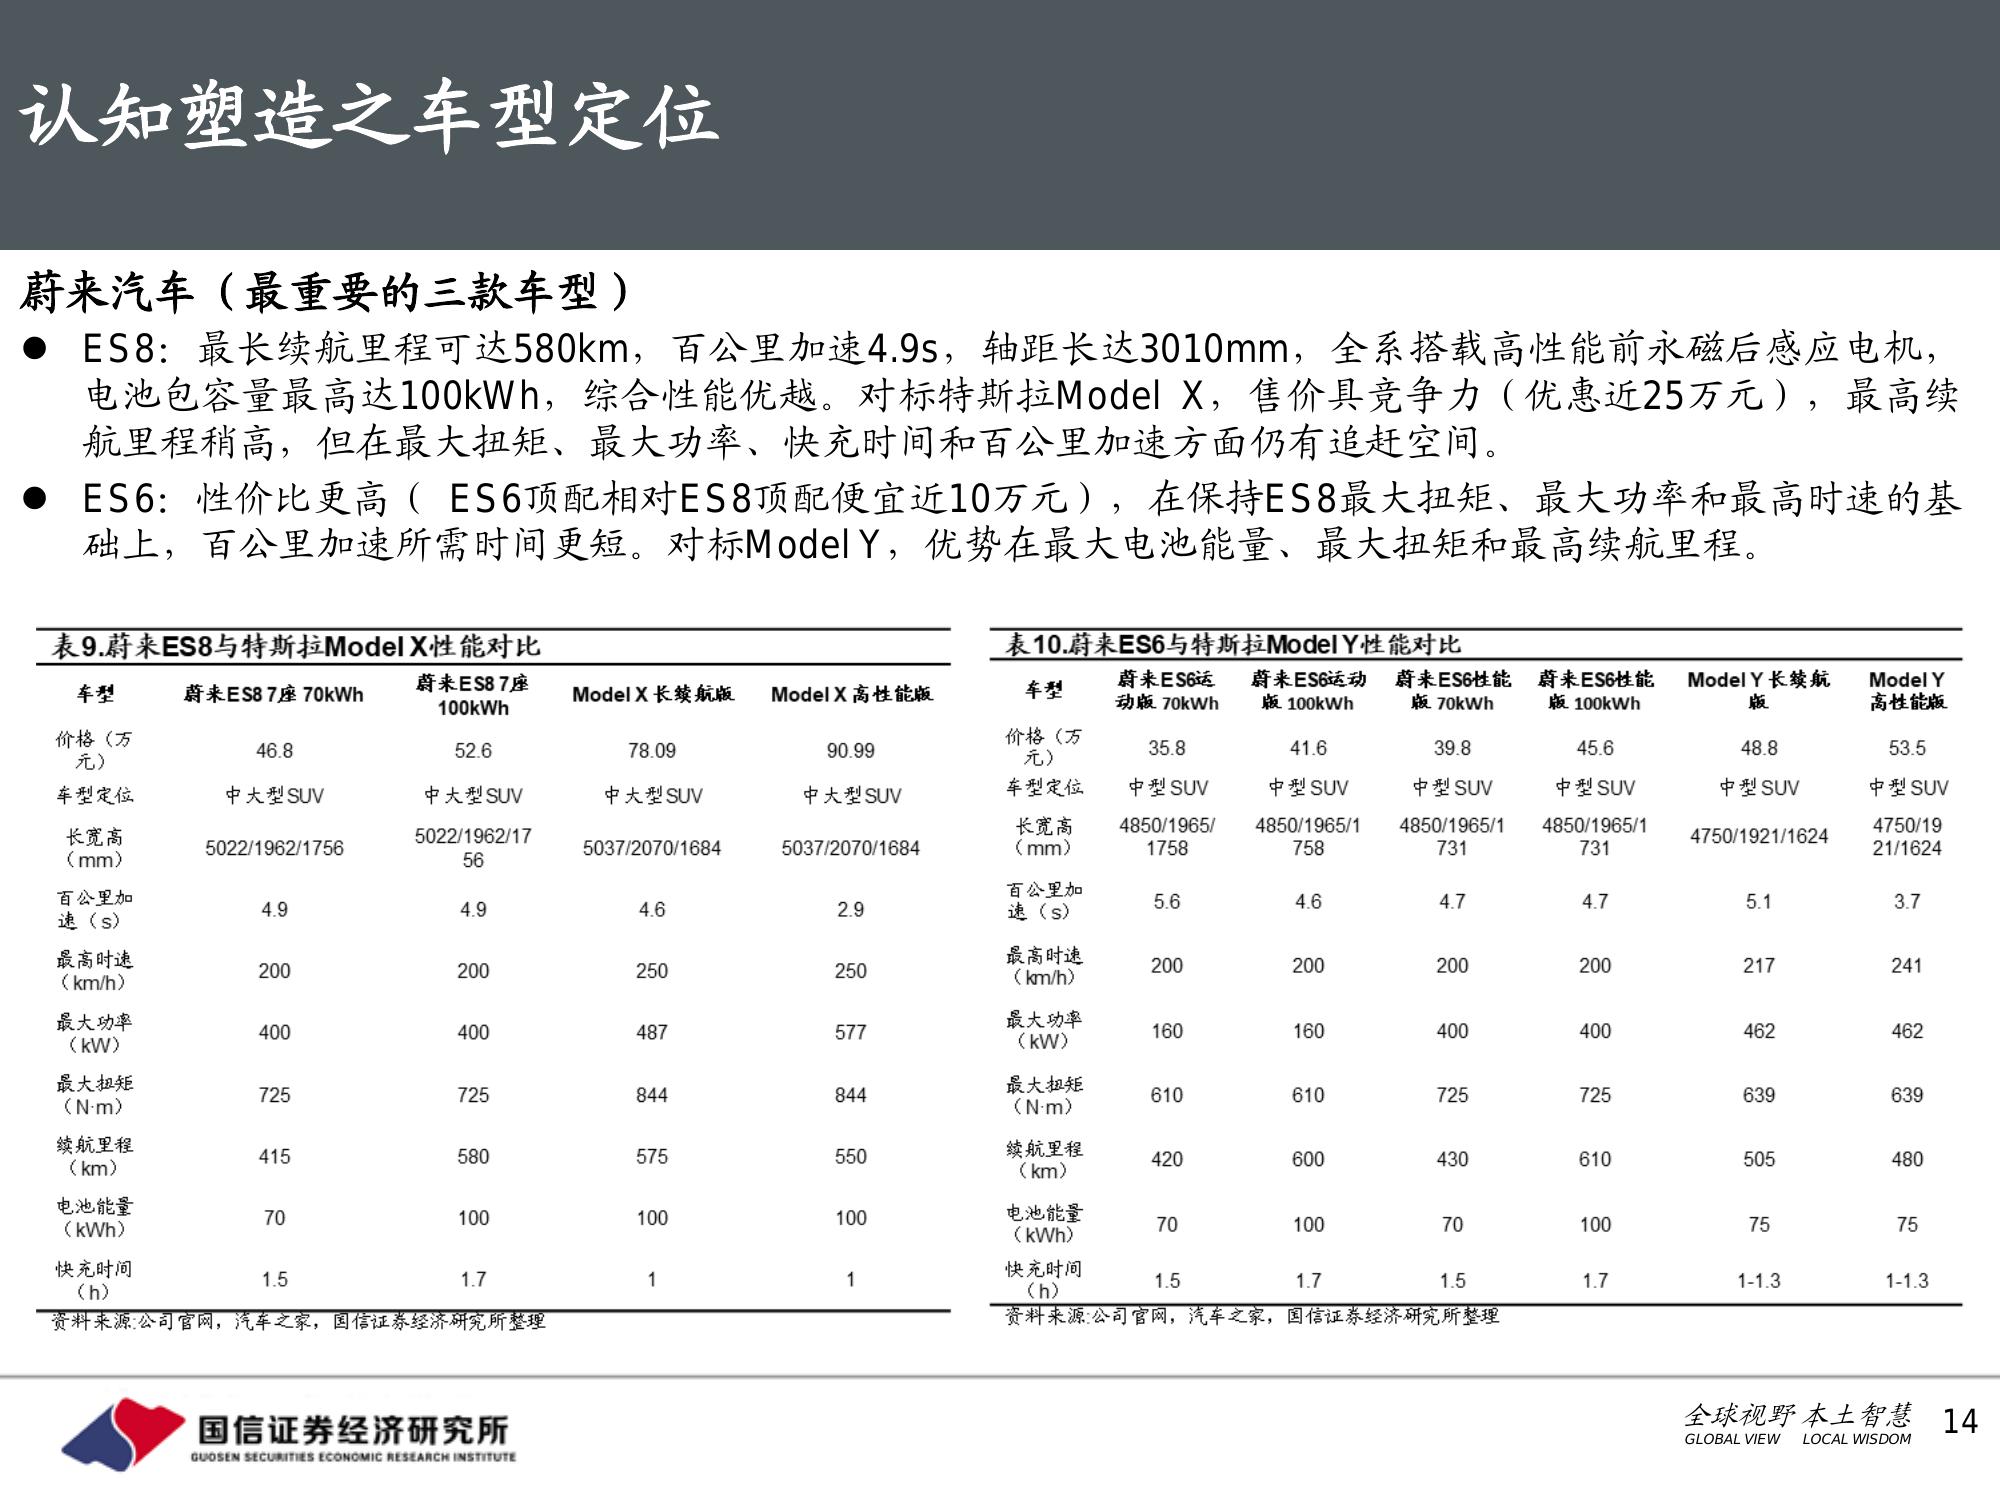 认知塑造之车型定位
蔚来汽车（最重要的三款车型）
● ES8：最长续航里程可达580km，百公里加速4.9s，轴距长达3010mm，全系搭载高性能前永磁后感应电机，
电池包容量最高达100kWh，综合性能优越。对标特斯拉Model X，售价具竞争力（优惠近25万元），最高续
航里程稍高，但在最大扭矩、最大功率、快充时间和百公里加速方面仍有追赶空间。
● ES6：性价比更高（ ES6顶配相对ES8顶配便宜近10万元），在保持ES8最大扭矩、最大功率和最高时速的基
础上，百公里加速所需时间更短。对标Model Y，优势在最大电池能量、最大扭矩和最高续航里程。
表9.蔚来ES8与特斯拉Model X性能对比
车型 蔚来ES8 7座 70kWh 蔚来ES8 7座 100kWh Model X 长续航版 Model X 高性能版
价格（万元） 46.8 52.6 78.09 90.99
车型定位 中大型SUV 中大型SUV 中大型SUV 中大型SUV
长宽高（mm） 5022/1962/1756 5022/1962/1756 5037/2070/1684 5037/2070/1684
百公里加速（s） 4.9 4.9 4.6 2.9
最高时速（km/h） 200 200 250 250
最大功率（kW） 400 400 487 577
最大扭矩（N·m） 725 725 844 844
续航里程（km） 415 580 575 550
电池能量（kWh） 70 100 100 100
快充时间（h） 1.5 1.7 1 1
资料来源:公司官网，汽车之家，国信证券经济研究所整理
表10.蔚来ES6与特斯拉Model Y性能对比
车型 蔚来ES6运动版 70kWh 蔚来ES6运动版 100kWh 蔚来ES6性能版 70kWh 蔚来ES6性能版 100kWh Model Y 长续航版 Model Y 高性能版
价格（万元） 35.8 41.6 39.8 45.6 48.8 53.5
车型定位 中型SUV 中型SUV 中型SUV 中型SUV 中型SUV 中型SUV
长宽高（mm） 4850/1965/1758 4850/1965/1758 4850/1965/1731 4850/1965/1731 4750/1921/1624 4750/1921/1624
百公里加速（s） 5.6 4.6 4.7 4.7 5.1 3.7
最高时速（km/h） 200 200 200 200 217 241
最大功率（kW） 160 160 400 400 462 462
最大扭矩（N·m） 610 610 725 725 639 639
续航里程（km） 420 600 430 610 505 480
电池能量（kWh） 70 100 70 100 75 75
快充时间（h） 1.5 1.7 1.5 1.7 1-1.3 1-1.3
资料来源:公司官网，汽车之家，国信证券经济研究所整理
国信证券经济研究所
GUOSEN SECURITIES ECONOMIC RESEARCH INSTITUTE
全球视野 本土智慧
GLOBAL VIEW LOCAL WISDOM
14